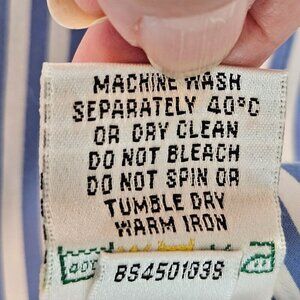 MACHINE WASH
SEPARATELY 40°C
OR DRY CLEAN
DO NOT BLEACH
DO NOT SPIN OR
TUMBLE DRY
WARM IRON
40°
BS450103S